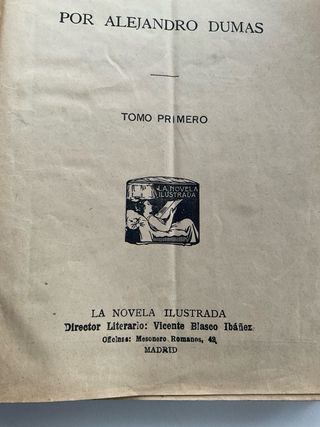 POR ALEJANDRO DUMAS
TOMO PRIMERO
LA NOVELA
ILUSTRADA
LA NOVELA ILUSTRADA
Director Literario: Vicente Blasco Ibáñez
Oficinas: Mesonero Romanos, 42
MADRID